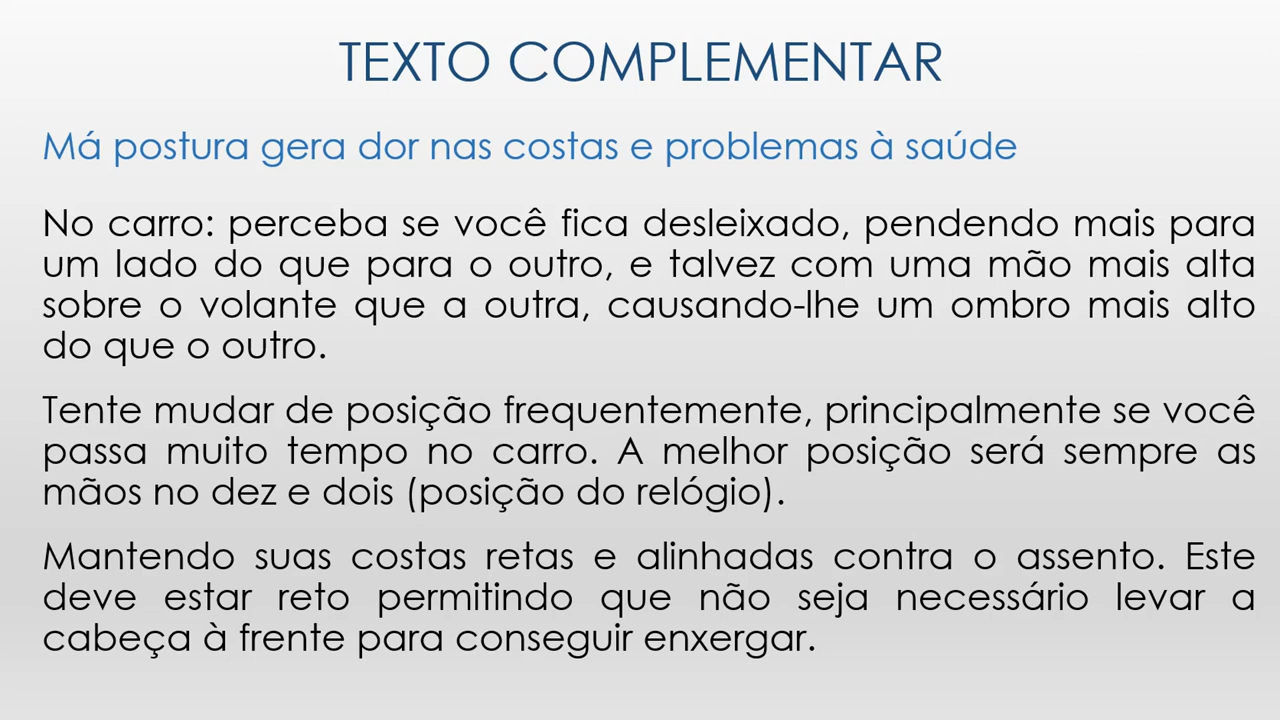 TEXTO COMPLEMENTAR
Má postura gera dor nas costas e problemas à saúde
No carro: perceba se você fica desleixado, pendendo mais para
um lado do que para o outro, e talvez com uma mão mais alta
sobre o volante que a outra, causando-lhe um ombro mais alto
do que o outro.
Tente mudar de posição frequentemente, principalmente se você
passa muito tempo no carro. A melhor posição será sempre as
mãos no dez e dois (posição do relógio).
Mantendo suas costas retas e alinhadas contra o assento. Este
deve estar reto permitindo que não seja necessário levar a
cabeça à frente para conseguir enxergar.